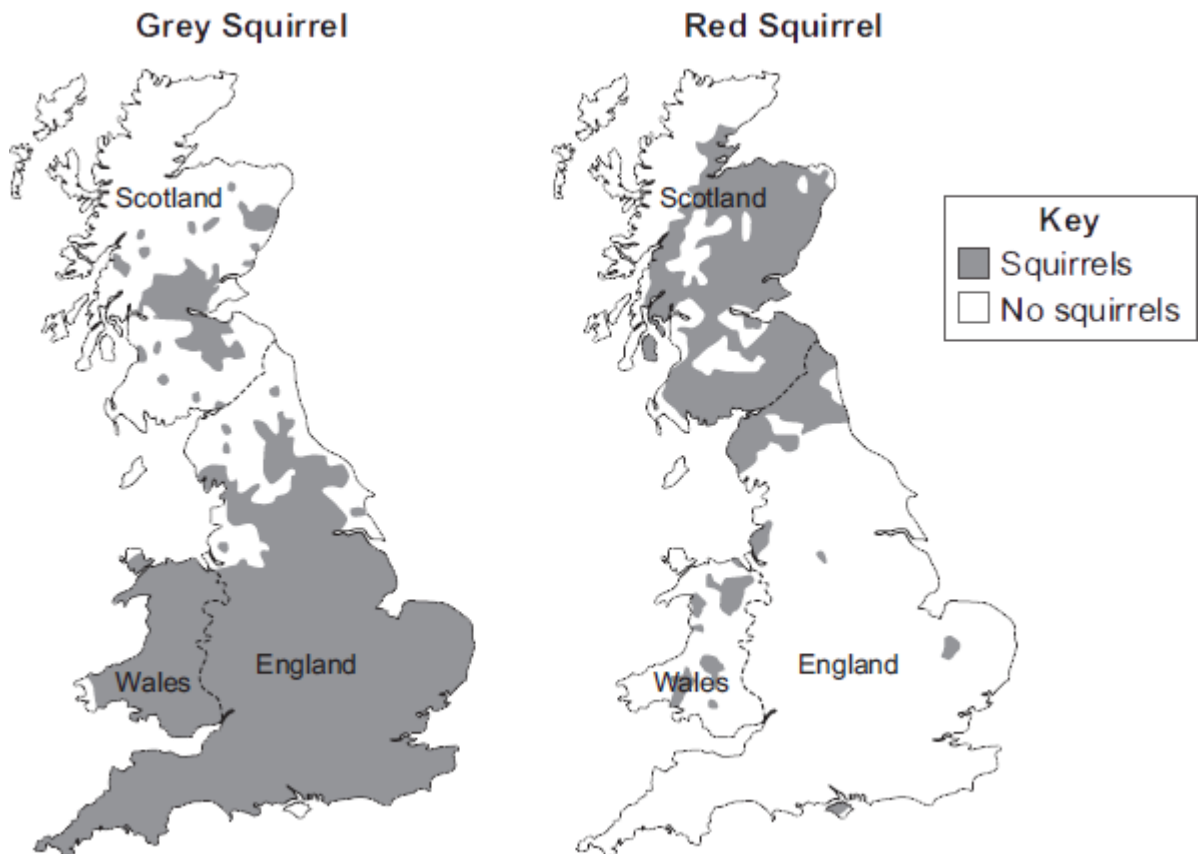 Grey Squirrel
Red Squirrel
Scotland
Scotland
Key
Squirrels
No squirrels
Wales
England
Wales
England